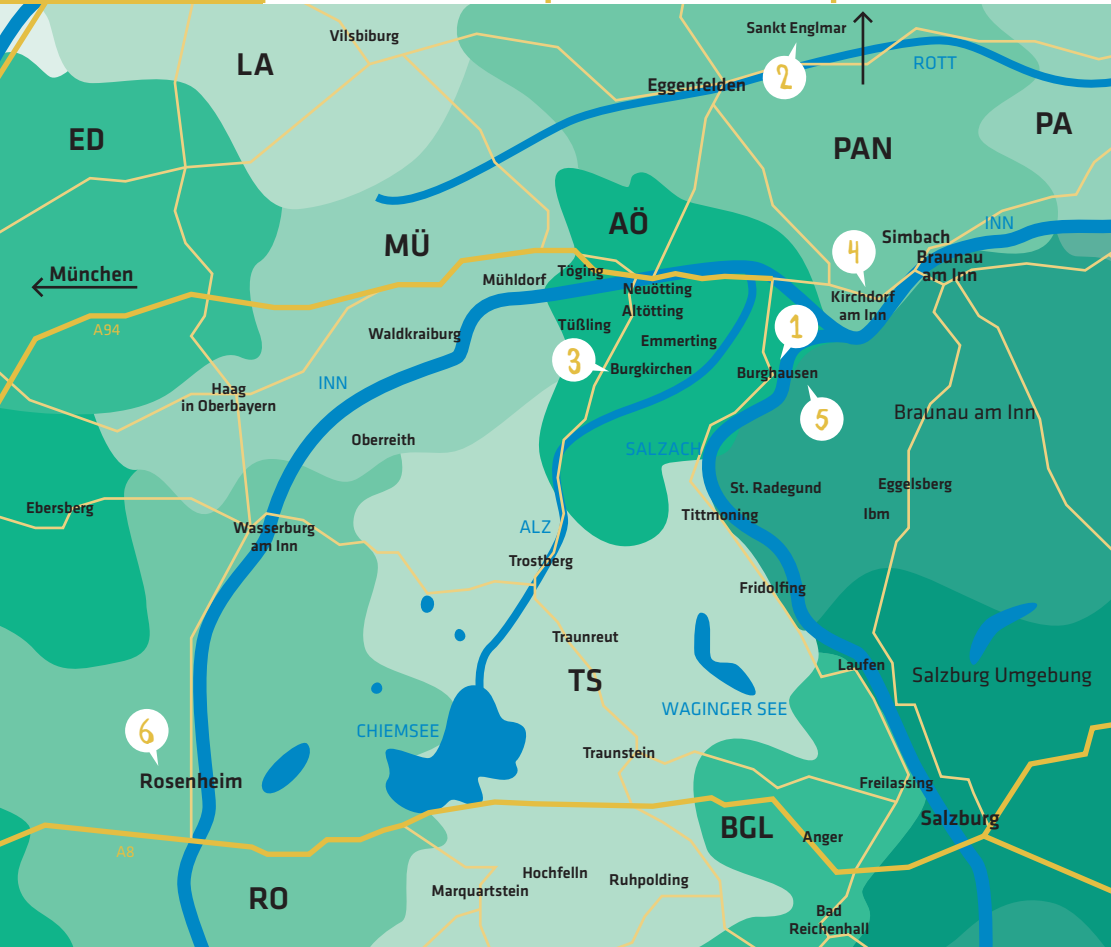 Sankt Englmar
Vilsbiburg
LA
ROTT
2
Eggenfelden
PA
ED
PAN
AÖ
INN
MÜ
Simbach
4
Braunau
am Inn
München
Töging
Mühldorf
Neuötting
Kirchdorf
am Inn
Altötting
A94
Tüßling
1
Waldkraiburg
Emmerting
3
Burgkirchen
Burghausen
INN
Haag
in Oberbayern
5
Braunau am Inn
Oberreith
SALZACH
St. Radegund
Eggelsberg
Ebersberg
Tittmoning
Ibm
Wasserburg
am Inn
ALZ
Trostberg
Fridolfing
Traunreut
Laufen
TS
Salzburg Umgebung
WAGINGER SEE
6
CHIEMSEE
Traunstein
Rosenheim
Freilassing
Salzburg
BGL
Anger
A8
Hochfelln
Ruhpolding
Marquartstein
RO
Bad
Reichenhall